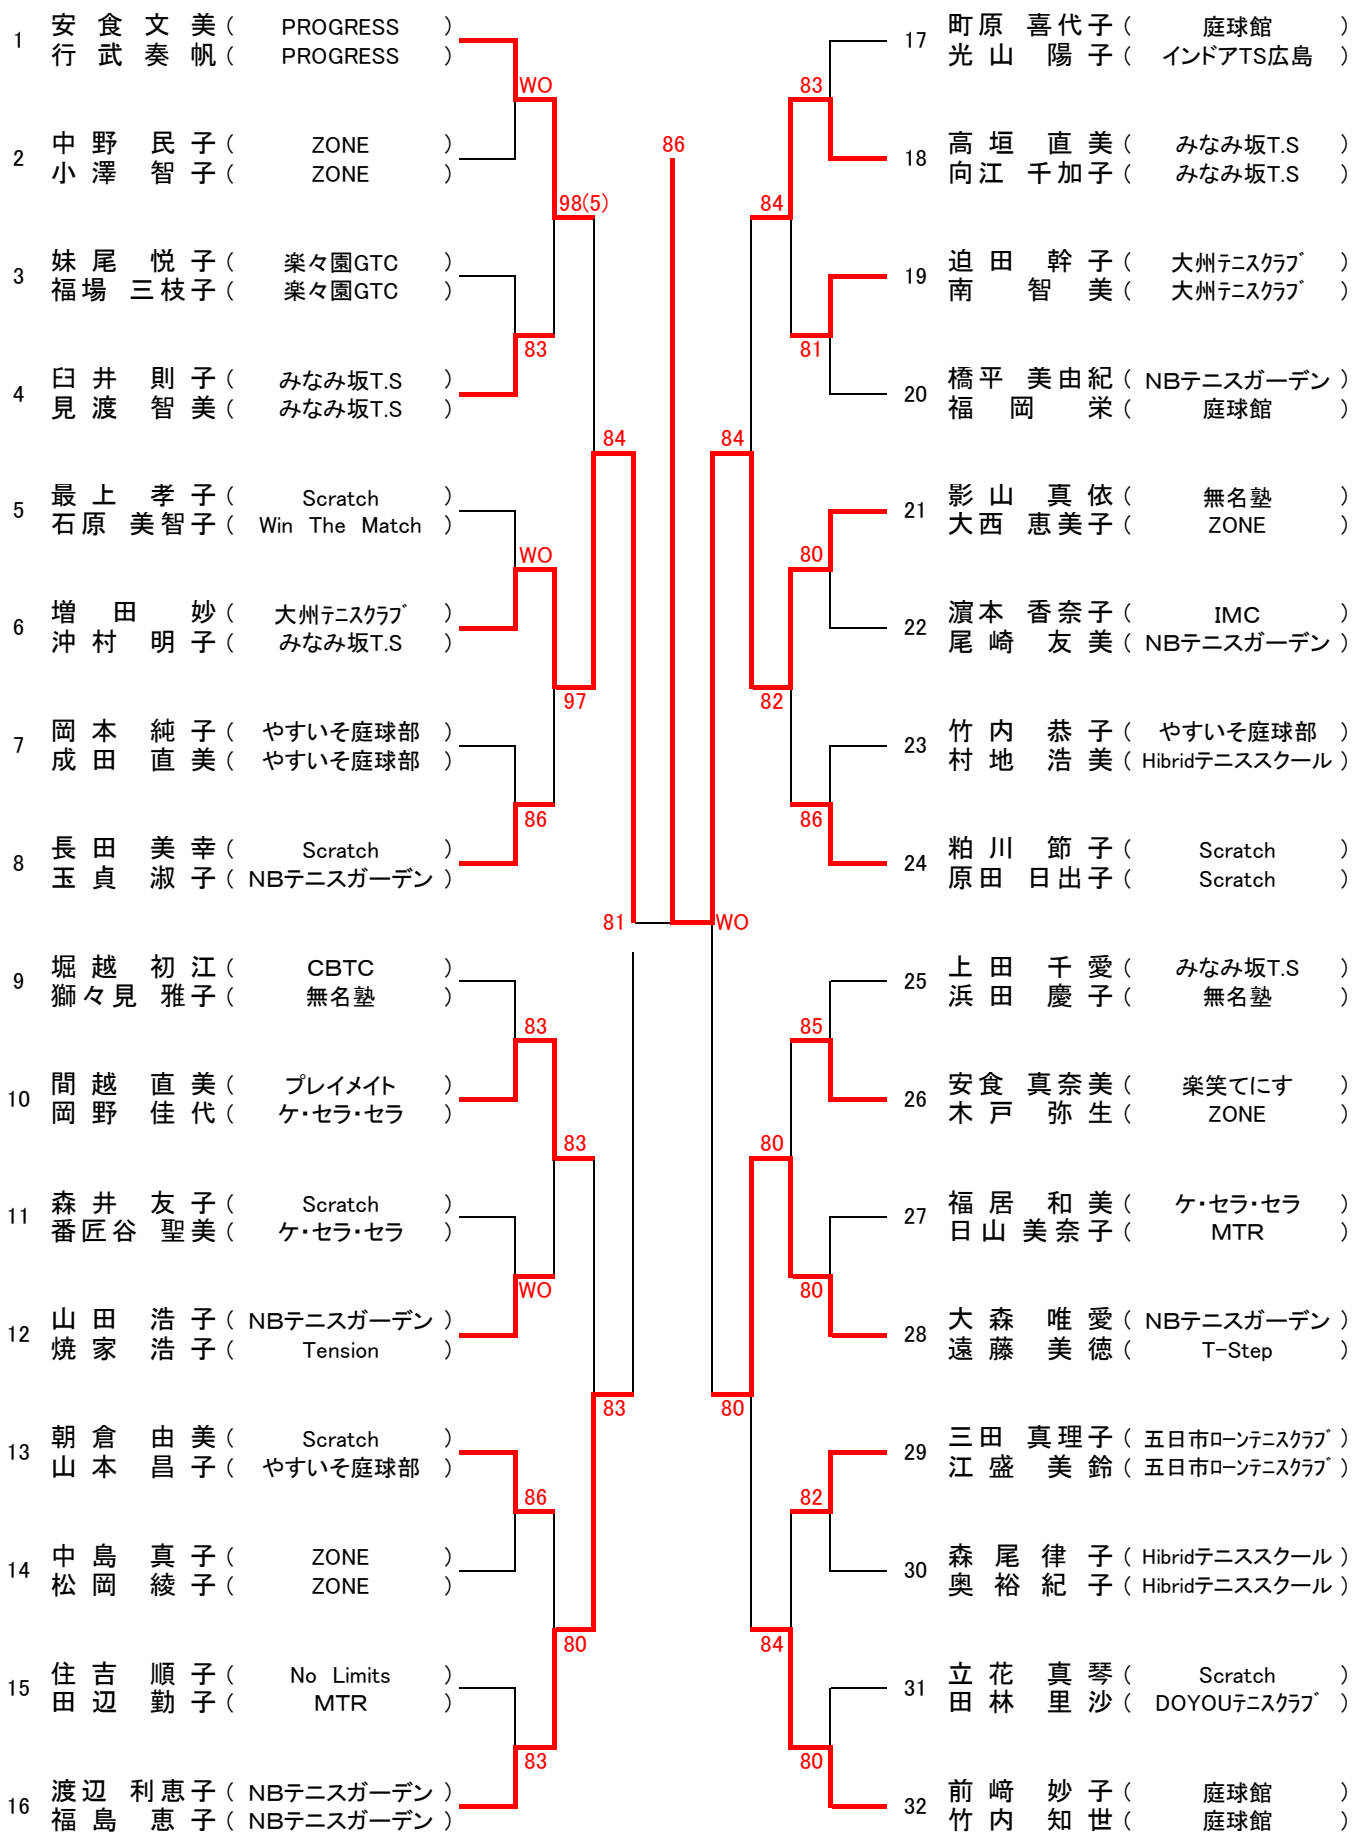 1 安食文美 ( PROGRESS )
行武奏帆 ( PROGRESS )
WO
2 中野 民子 ( ZONE )
小澤 智子 ( ZONE )
98(5)
3 妹尾 悦子 ( 楽々園GTC )
福場 三枝子 ( 楽々園GTC )
83
4 臼井 則子 ( みなみ坂T.S )
見渡 智美 ( みなみ坂T.S )
84
5 最上 孝子 ( Scratch )
石原 美智子 ( Win The Match )
WO
6 増田 妙 ( 大州テニスクラブ )
沖村 明子 ( みなみ坂T.S )
97
7 岡本 純子 ( やすいそ庭球部 )
成田 直美 ( やすいそ庭球部 )
86
8 長田 美幸 ( Scratch )
玉貞 淑子 ( NBテニスガーデン )
81
9 堀越 初江 ( CBTC )
獅々見 雅子 ( 無名塾 )
83
10 間越 直美 ( プレイメイト )
岡野 佳代 ( ケ・セラ・セラ )
83
11 森井 友子 ( Scratch )
番匠谷 聖美 ( ケ・セラ・セラ )
WO
12 山田 浩子 ( NBテニスガーデン )
焼家 浩子 ( Tension )
83
13 朝倉 由美 ( Scratch )
山本 昌子 ( やすいそ庭球部 )
86
14 中島 真子 ( ZONE )
松岡 綾子 ( ZONE )
80
15 住吉 順子 ( No Limits )
田辺 勤子 ( MTR )
83
16 渡辺 利恵子 ( NBテニスガーデン )
福島 恵子 ( NBテニスガーデン )
86
17 町原 喜代子 ( 庭球館 )
光山 陽子 ( インドアTS広島 )
83
18 高垣 直美 ( みなみ坂T.S )
向江 千加子 ( みなみ坂T.S )
84
19 迫田 幹子 ( 大州テニスクラブ )
南 智美 ( 大州テニスクラブ )
81
20 橋平 美由紀 ( NBテニスガーデン )
福岡 栄 ( 庭球館 )
84
21 影山 真依 ( 無名塾 )
大西 恵美子 ( ZONE )
80
22 濵本 香奈子 ( IMC )
尾崎 友美 ( NBテニスガーデン )
82
23 竹内 恭子 ( やすいそ庭球部 )
村地 浩美 ( Hibridテニススクール )
86
24 粕川 節子 ( Scratch )
原田 日出子 ( Scratch )
WO
25 上田 千愛 ( みなみ坂T.S )
浜田 慶子 ( 無名塾 )
85
26 安食 真奈美 ( 楽笑てにす )
木戸 弥生 ( ZONE )
80
27 福居 和美 ( ケ・セラ・セラ )
日山 美奈子 ( MTR )
80
28 大森 唯愛 ( NBテニスガーデン )
遠藤 美徳 ( T-Step )
80
29 三田 真理子 ( 五日市ローンテニスクラブ )
江盛 美鈴 ( 五日市ローンテニスクラブ )
82
30 森尾律子 ( Hibridテニススクール )
奥裕紀子 ( Hibridテニススクール )
84
31 立花 真琴 ( Scratch )
田林 里沙 ( DOYOUテニスクラブ )
80
32 前﨑 妙子 ( 庭球館 )
竹内 知世 ( 庭球館 )